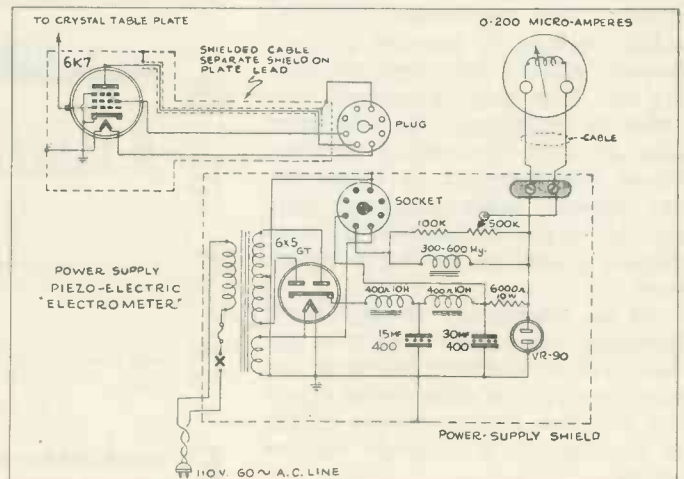 TO CRYSTAL TABLE PLATE
6K7
SHIELDED CABLE
SEPARATE SHIELD ON
PLATE LEAD
PLUG
0-200 MICRO-AMPERES
CABLE
SOCKET
100K
500K
300-600 Hy.
6X5
GT
400Ω 10H
400Ω 10H
6000Ω
10W
15MF
400
30MF
400
VR-90
POWER SUPPLY
PIEZO-ELECTRIC
"ELECTROMETER"
POWER-SUPPLY SHIELD
110V. 60~ A.C. LINE